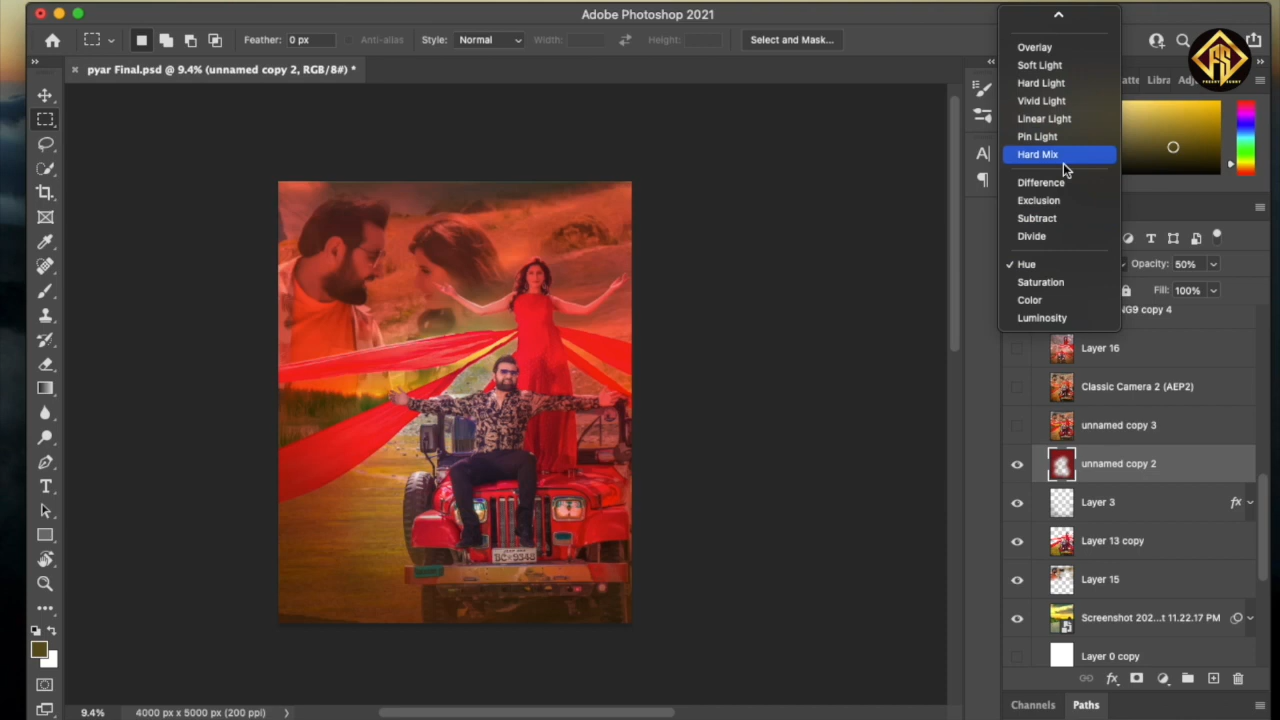 Adobe Photoshop 2021
Feather: 0 px
Anti-alias
Style: Normal
Width:
Height:
Select and Mask...
pyar Final.psd @ 9.4% (unnamed copy 2, RGB/8#) *
Overlay
Soft Light
Hard Light
Vivid Light
Linear Light
Pin Light
Hard Mix
Difference
Exclusion
Subtract
Divide
✓ Hue
Saturation
Color
Luminosity
Libra
Opacity: 50%
Fill: 100%
NG9 copy 4
Layer 16
Classic Camera 2 (AEP2)
unnamed copy 3
unnamed copy 2
Layer 3
fx
Layer 13 copy
Layer 15
Screenshot 202...t 11.22.17 PM
Layer 0 copy
Channels
Paths
9.4%
4000 px x 5000 px (200 ppi)
FS